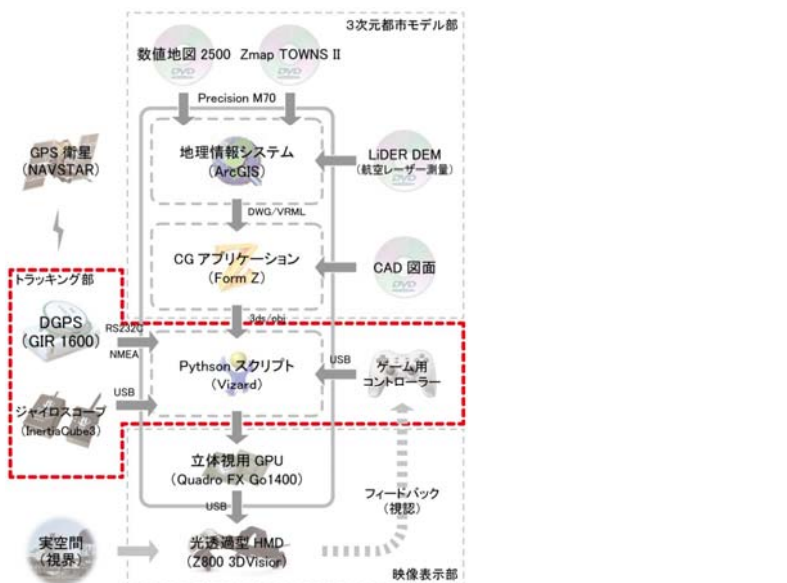 3次元都市モデル部
数値地図 2500 Zmap TOWNS II
DVD DVD
Precision M70
GPS 衛星
(NAVSTAR)
地理情報システム
(ArcGIS)
LiDER DEM
(航空レーザー測量)
DVD
DWG/VRML
CG アプリケーション
(Form Z)
CAD 図面
DVD
トラッキング部
3ds/obj
DGPS
(GIR 1600)
RS232C
NMEA
Pythson スクリプト
(Vizard)
USB
ゲーム用
コントローラー
USB
ジャイロスコープ
(InertiaCube3)
立体視用 GPU
(Quadro FX Go1400)
フィードバック
(視認)
USB
実空間
(視界)
光透過型 HMD
(Z800 3DVisior)
映像表示部